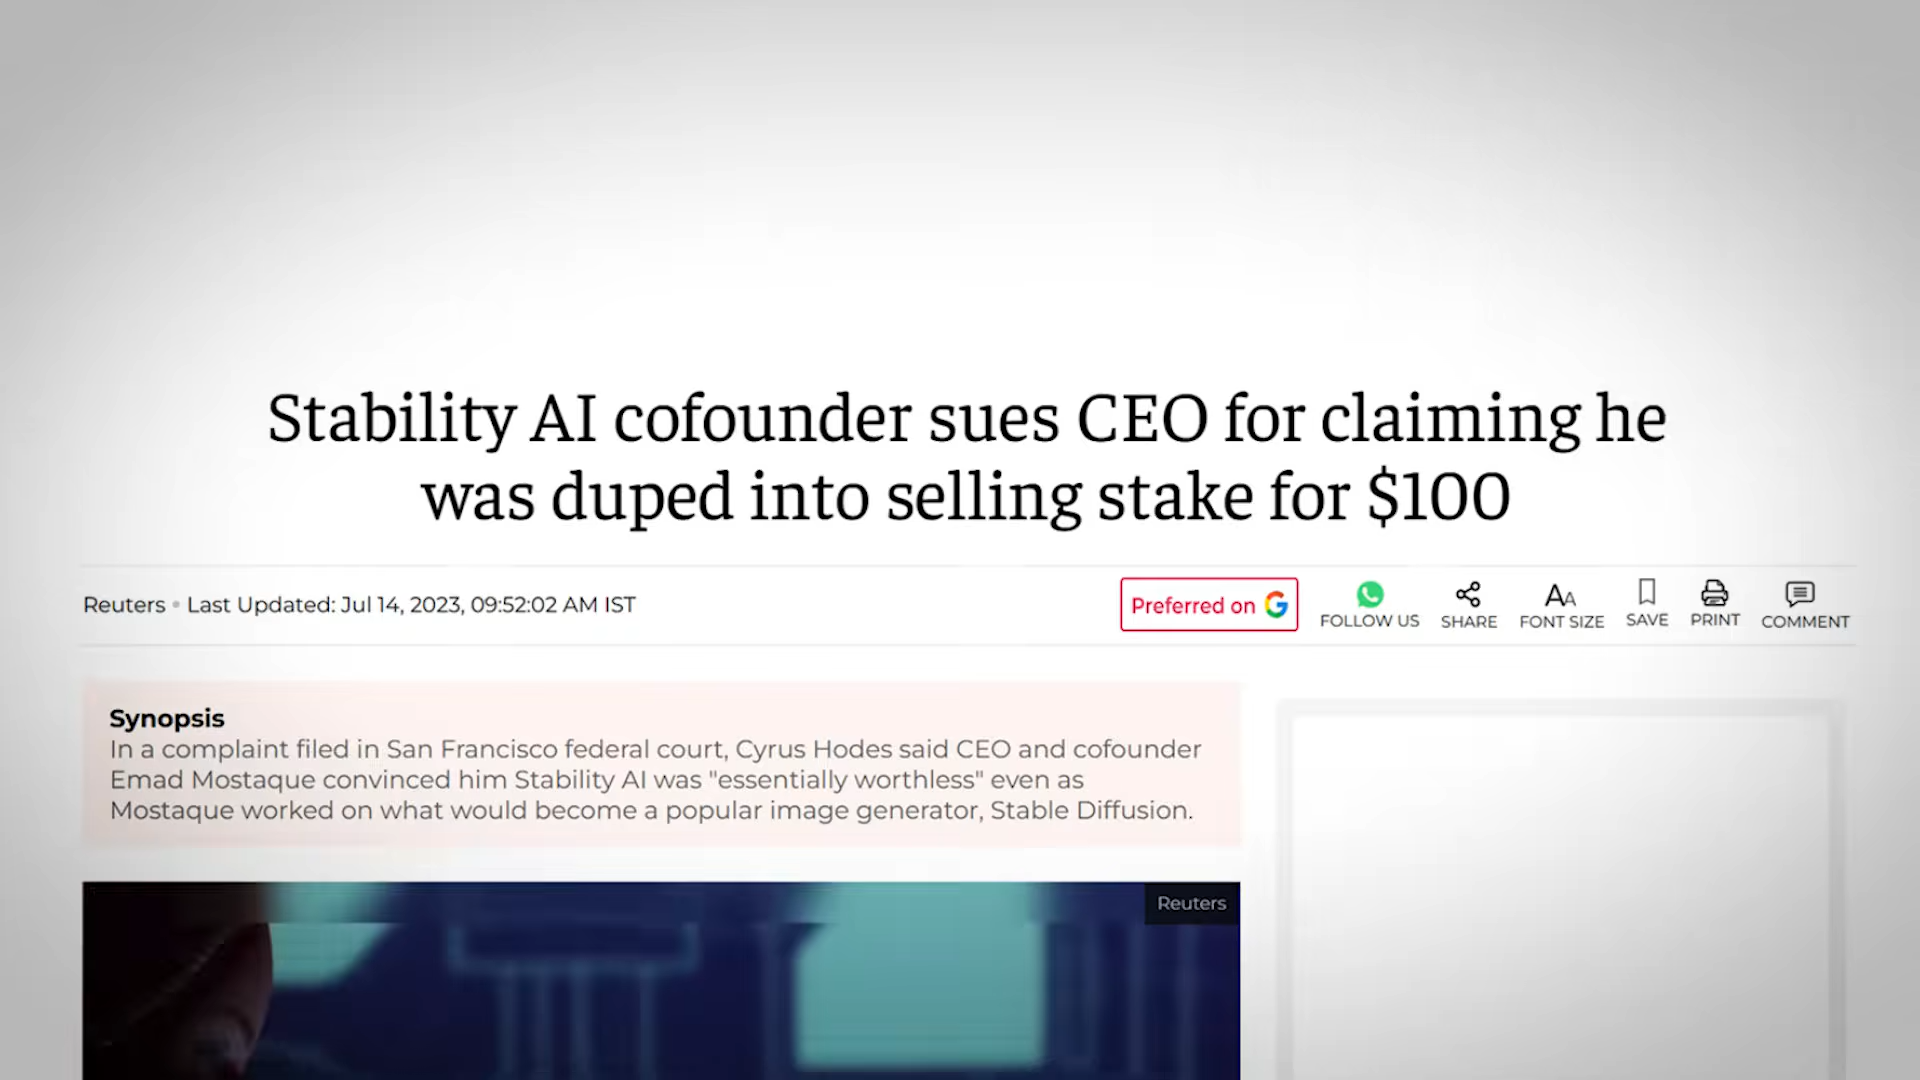 Stability AI cofounder sues CEO for claiming he
was duped into selling stake for $100
Reuters • Last Updated: Jul 14, 2023, 09:52:02 AM IST
Preferred on
FOLLOW US
SHARE
FONT SIZE
SAVE
PRINT
COMMENT
Synopsis
In a complaint filed in San Francisco federal court, Cyrus Hodes said CEO and cofounder
Emad Mostaque convinced him Stability AI was "essentially worthless" even as
Mostaque worked on what would become a popular image generator, Stable Diffusion.
Reuters